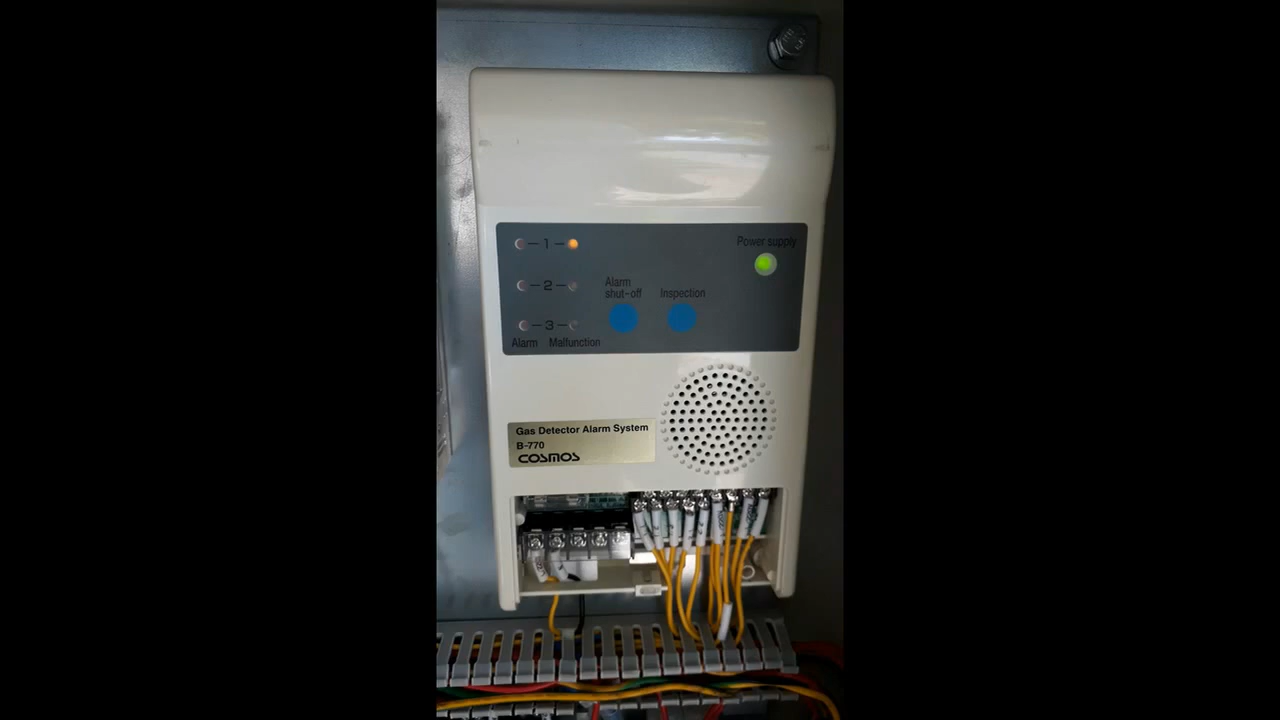 Power supply
1
2
Alarm
shut-off
Inspection
3
Alarm
Malfunction
Gas Detector Alarm System
B-770
COSMOS